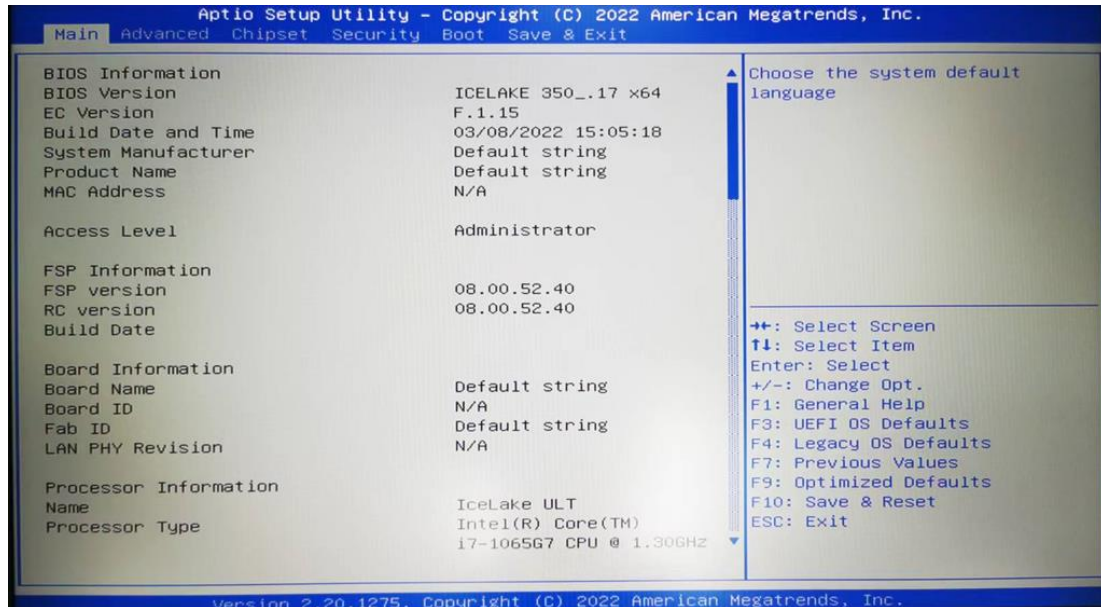 Aptio Setup Utility – Copyright (C) 2022 American Megatrends, Inc.
Main Advanced Chipset Security Boot Save & Exit
BIOS Information
BIOS Version ICELAKE 350_.17 x64
EC Version F.1.15
Build Date and Time 03/08/2022 15:05:18
System Manufacturer Default string
Product Name Default string
MAC Address N/A
Access Level Administrator
FSP Information
FSP version 08.00.52.40
RC version 08.00.52.40
Build Date
Board Information
Board Name Default string
Board ID N/A
Fab ID Default string
LAN PHY Revision N/A
Processor Information
Name IceLake ULT
Processor Type Intel(R) Core(TM)
i7-1065G7 CPU @ 1.30GHz
Choose the system default
language
→←: Select Screen
↑↓: Select Item
Enter: Select
+/-: Change Opt.
F1: General Help
F3: UEFI OS Defaults
F4: Legacy OS Defaults
F7: Previous Values
F9: Optimized Defaults
F10: Save & Reset
ESC: Exit
Version 2.20.1275. Copyright (C) 2022 American Megatrends, Inc.